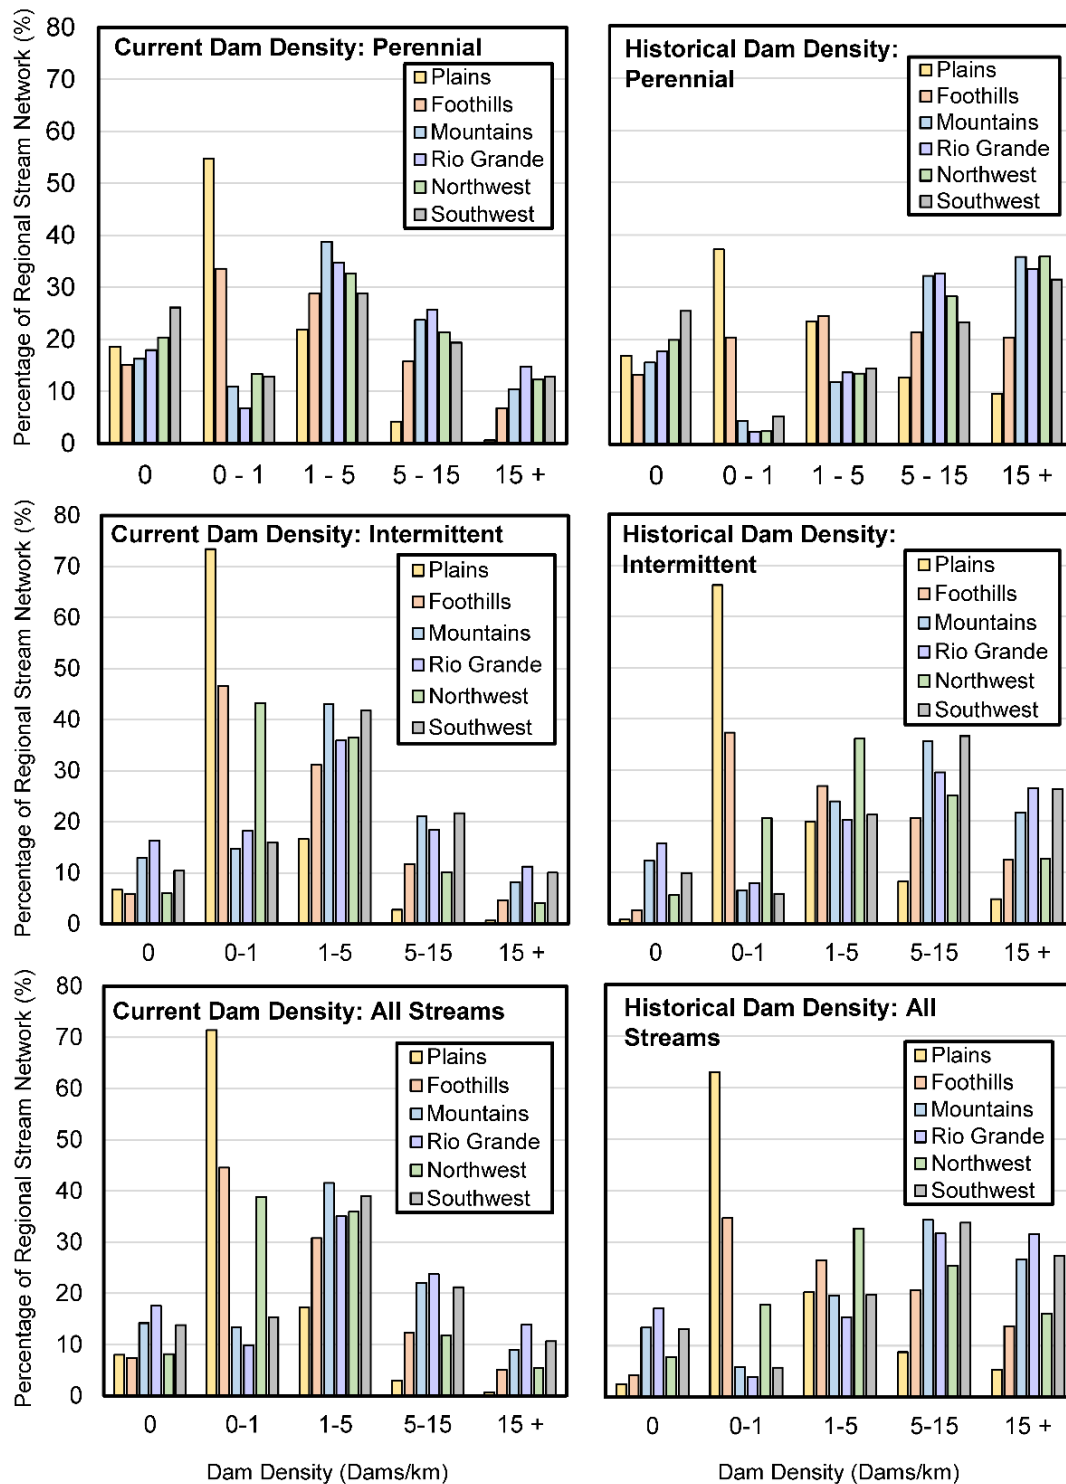 Percentage of Regional Stream Network (%)
80
70
60
50
40
30
20
10
0
Current Dam Density: Perennial
Plains
Foothills
Mountains
Rio Grande
Northwest
Southwest
0
0 - 1
1 - 5
5 - 15
15 +
Historical Dam Density:
Perennial
Plains
Foothills
Mountains
Rio Grande
Northwest
Southwest
0
0 - 1
1 - 5
5 - 15
15 +
Percentage of Regional Stream Network (%)
80
70
60
50
40
30
20
10
0
Current Dam Density: Intermittent
Plains
Foothills
Mountains
Rio Grande
Northwest
Southwest
0
0-1
1-5
5-15
15 +
Historical Dam Density:
Intermittent
Plains
Foothills
Mountains
Rio Grande
Northwest
Southwest
0
0-1
1-5
5-15
15 +
Percentage of Regional Stream Network (%)
80
70
60
50
40
30
20
10
0
Current Dam Density: All Streams
Plains
Foothills
Mountains
Rio Grande
Northwest
Southwest
0
0-1
1-5
5-15
15 +
Dam Density (Dams/km)
Historical Dam Density: All
Streams
Plains
Foothills
Mountains
Rio Grande
Northwest
Southwest
0
0-1
1-5
5-15
15 +
Dam Density (Dams/km)